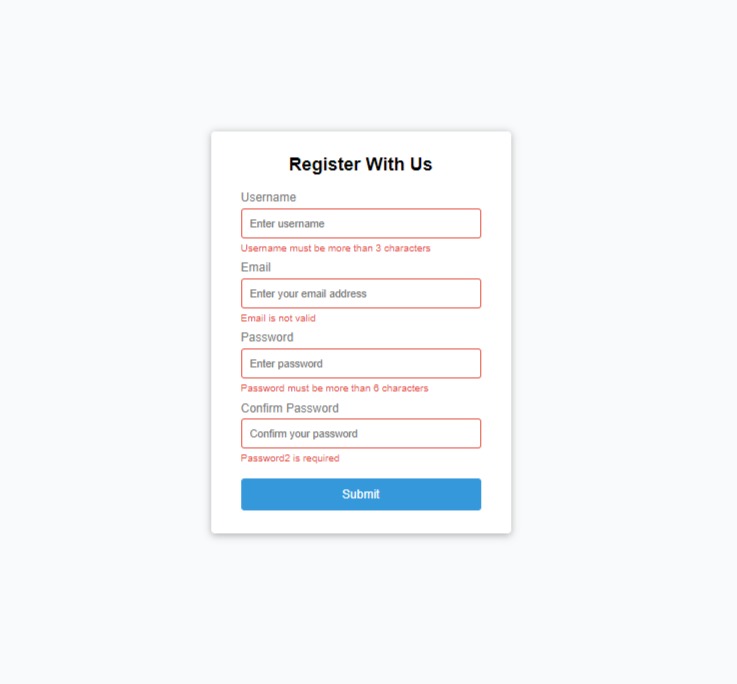 Register With Us
Username
Enter username
Username must be more than 3 characters
Email
Enter your email address
Email is not valid
Password
Enter password
Password must be more than 6 characters
Confirm Password
Confirm your password
Password2 is required
Submit